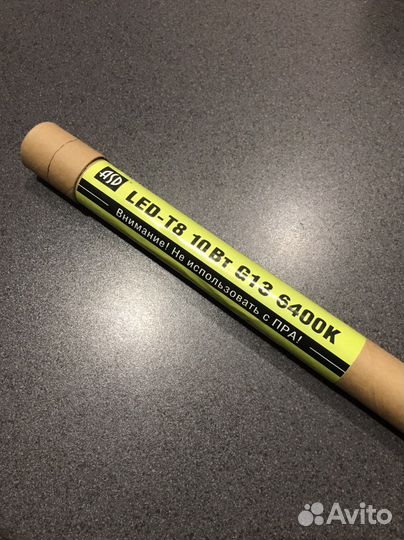 ASD
LED-T8 10Вт G13 6400K
Внимание! Не использовать с ПРА!
Avito